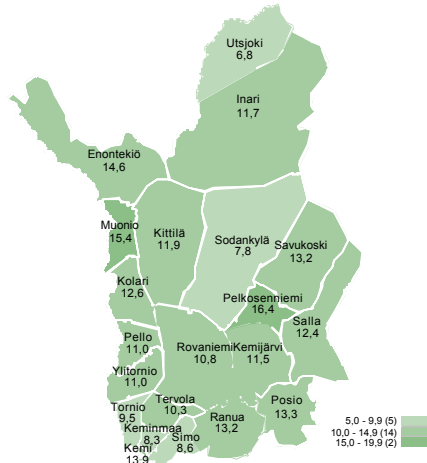 Utsjoki
6,8
Inari
11,7
Enontekiö
14,6
Muonio
15,4
Kittilä
11,9
Sodankylä
7,8
Savukoski
13,2
Kolari
12,6
Pelkosenniemi
16,4
Salla
12,4
Pello
11,0
Rovaniemi
10,8
Kemijärvi
11,5
Ylitornio
11,0
Tornio
9,5
Tervola
10,3
Ranua
13,2
Posio
13,3
Keminmaa
8,3
Simo
8,6
Kemi
13,9
5,0 - 9,9 (5)
10,0 - 14,9 (14)
15,0 - 19,9 (2)